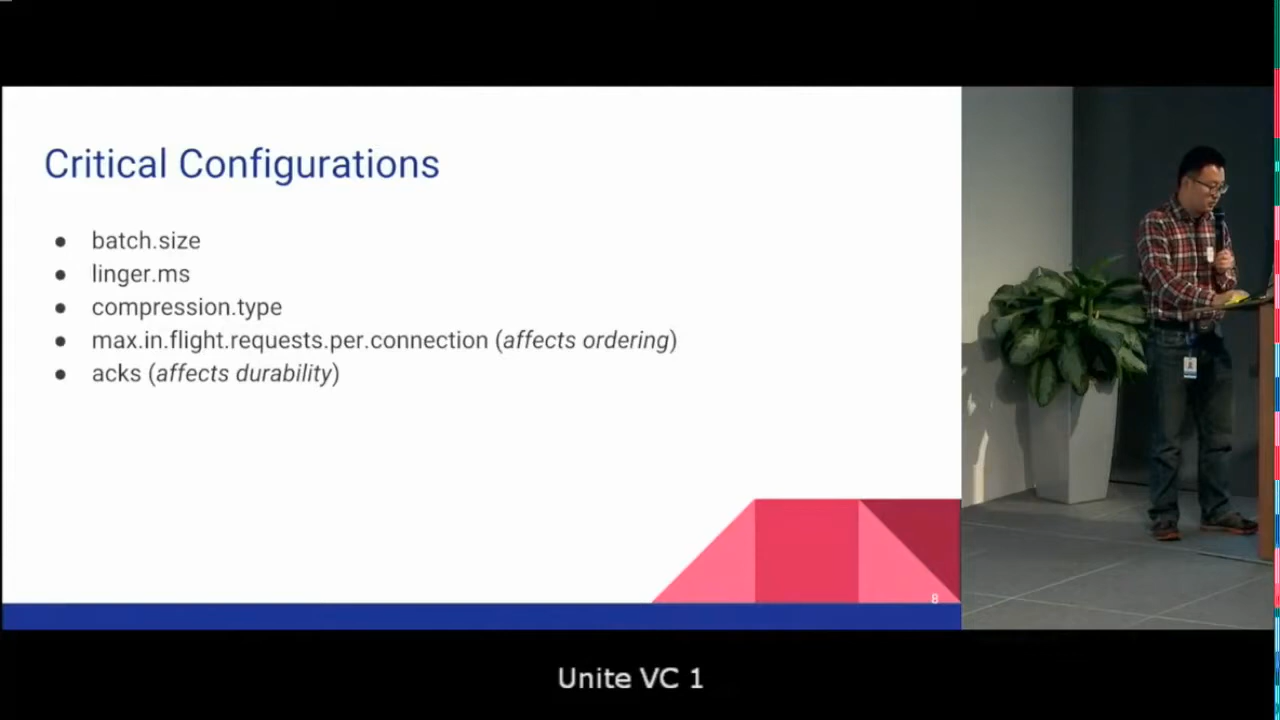 Critical Configurations
● batch.size
● linger.ms
● compression.type
● max.in.flight.requests.per.connection (affects ordering)
● acks (affects durability)
8
Unite VC 1